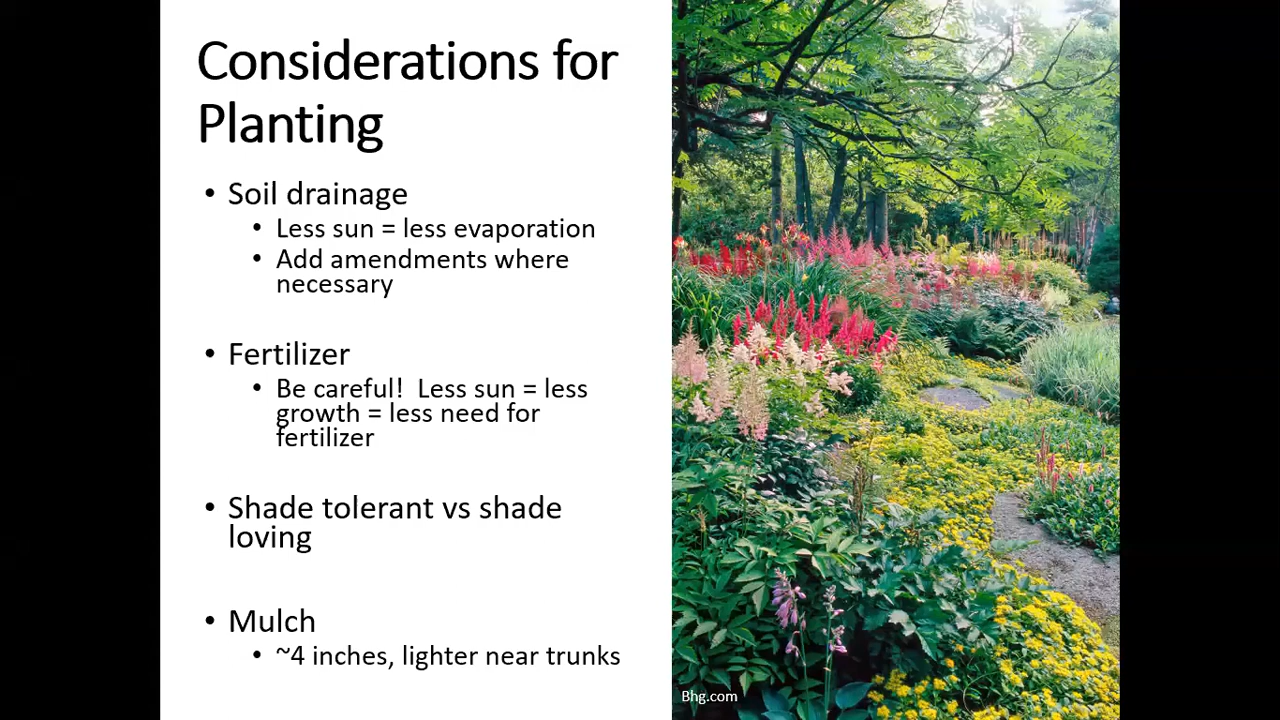 Considerations for
Planting
• Soil drainage
• Less sun = less evaporation
• Add amendments where
necessary
• Fertilizer
• Be careful!  Less sun = less
growth = less need for
fertilizer
• Shade tolerant vs shade
loving
• Mulch
• ~4 inches, lighter near trunks
Bhg.com